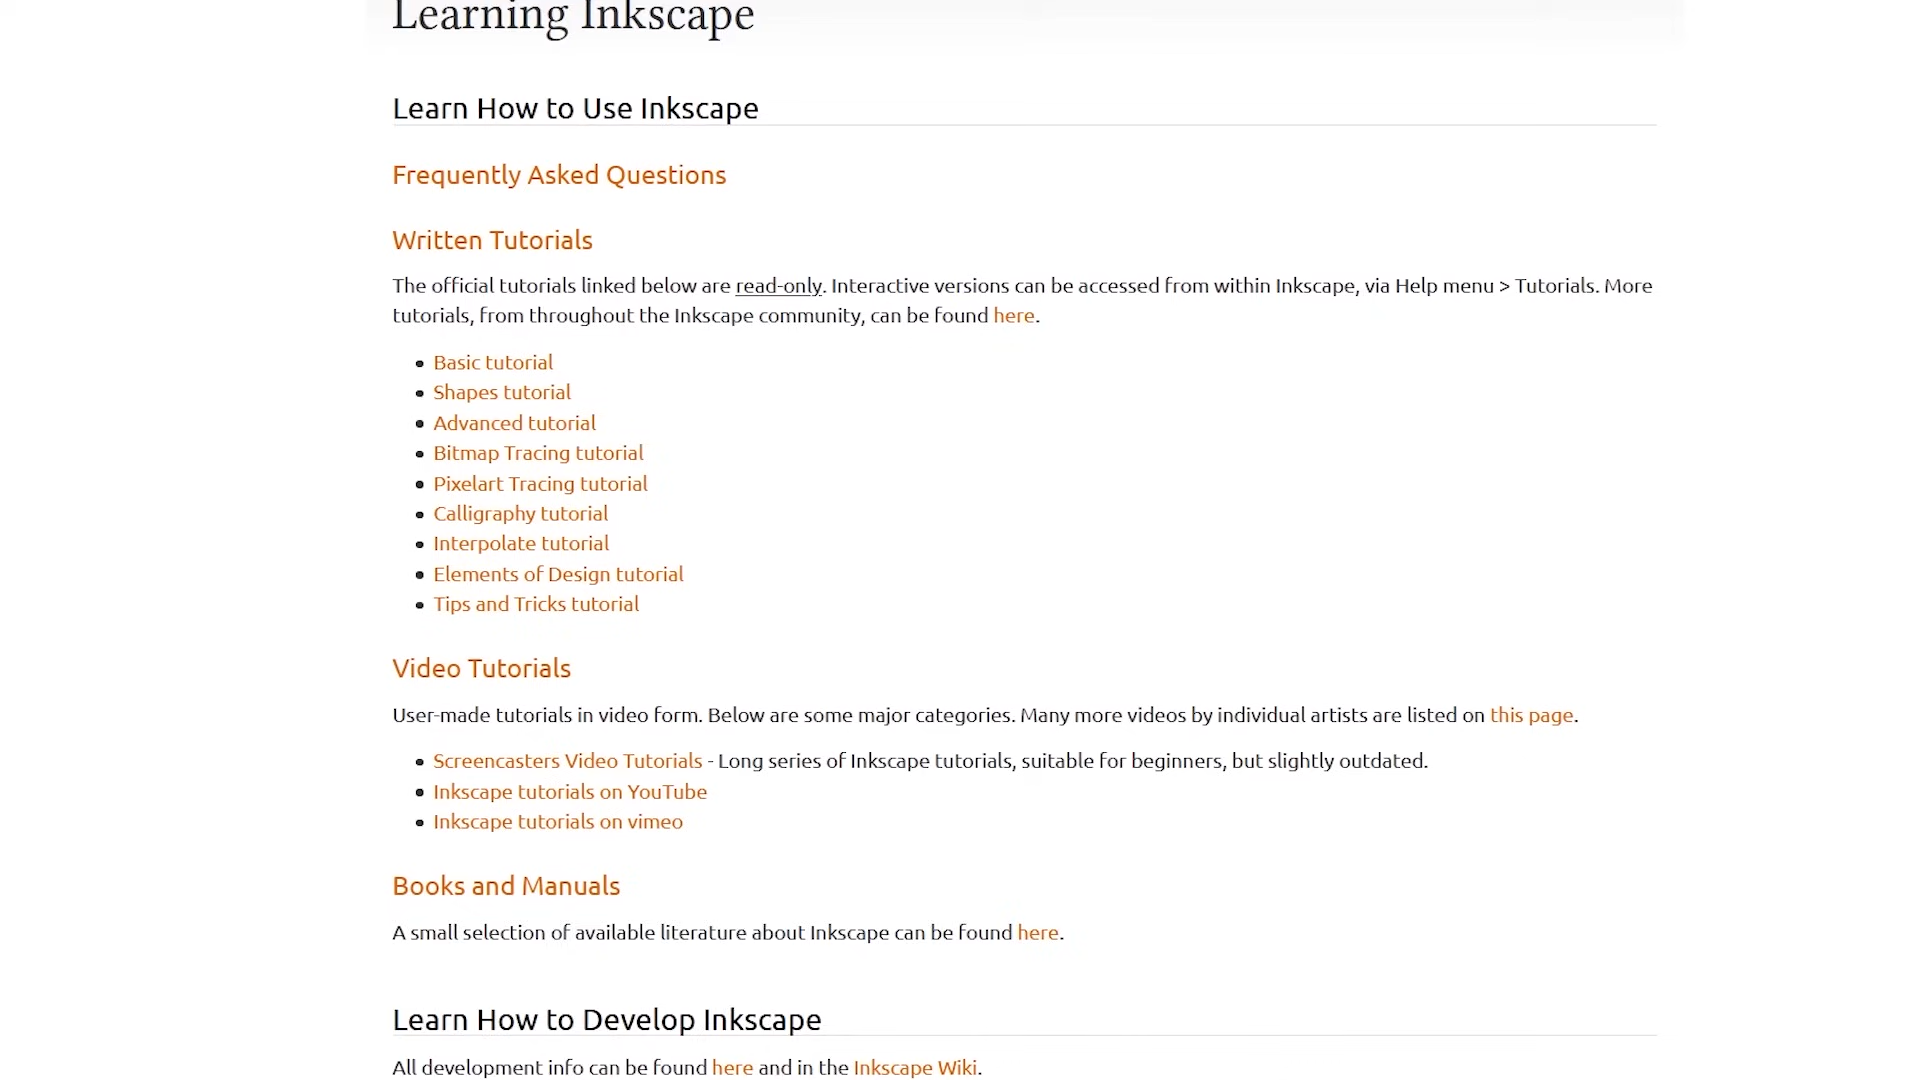 Learning Inkscape
Learn How to Use Inkscape
Frequently Asked Questions
Written Tutorials
The official tutorials linked below are read-only. Interactive versions can be accessed from within Inkscape, via Help menu > Tutorials. More
tutorials, from throughout the Inkscape community, can be found here.
Basic tutorial
Shapes tutorial
Advanced tutorial
Bitmap Tracing tutorial
Pixelart Tracing tutorial
Calligraphy tutorial
Interpolate tutorial
Elements of Design tutorial
Tips and Tricks tutorial
Video Tutorials
User-made tutorials in video form. Below are some major categories. Many more videos by individual artists are listed on this page.
Screencasters Video Tutorials - Long series of Inkscape tutorials, suitable for beginners, but slightly outdated.
Inkscape tutorials on YouTube
Inkscape tutorials on vimeo
Books and Manuals
A small selection of available literature about Inkscape can be found here.
Learn How to Develop Inkscape
All development info can be found here and in the Inkscape Wiki.